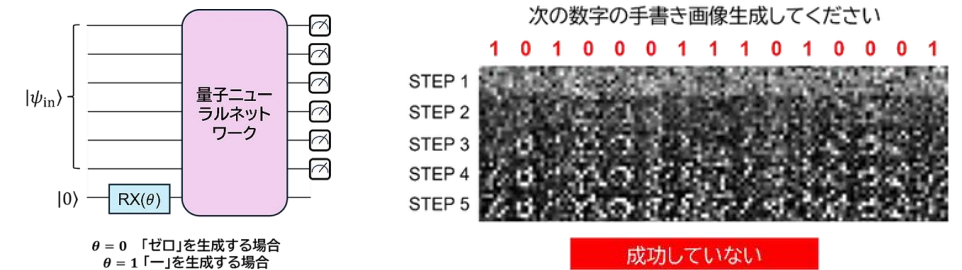 |ψin⟩
|0⟩
量子ニュー
ラルネット
ワーク
RX(θ)
θ = 0 「ゼロ」を生成する場合
θ = 1 「一」を生成する場合
次の数字の手書き画像生成してください
1 0 1 0 0 0 1 1 1 0 1 0 0 0 1
STEP 1
STEP 2
STEP 3
STEP 4
STEP 5
成功していない